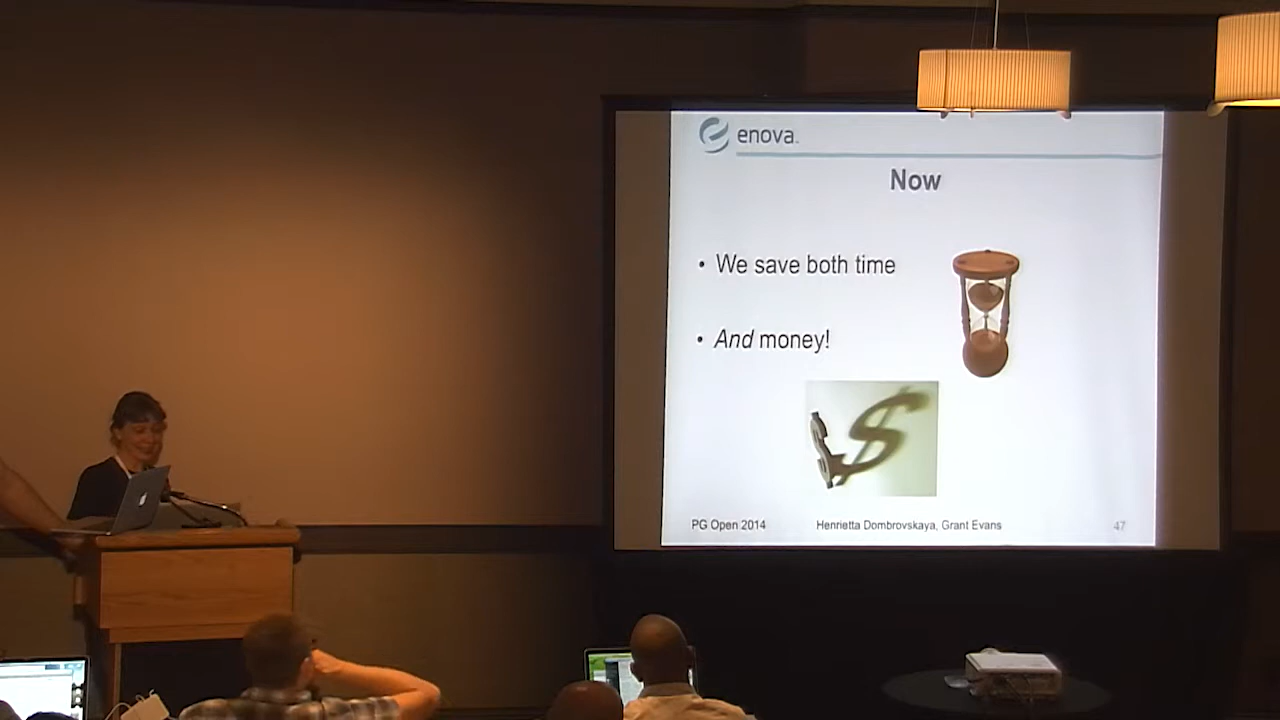 enova
Now
• We save both time
• And money!
PG Open 2014
Henrietta Dombrovskaya, Grant Evans
47